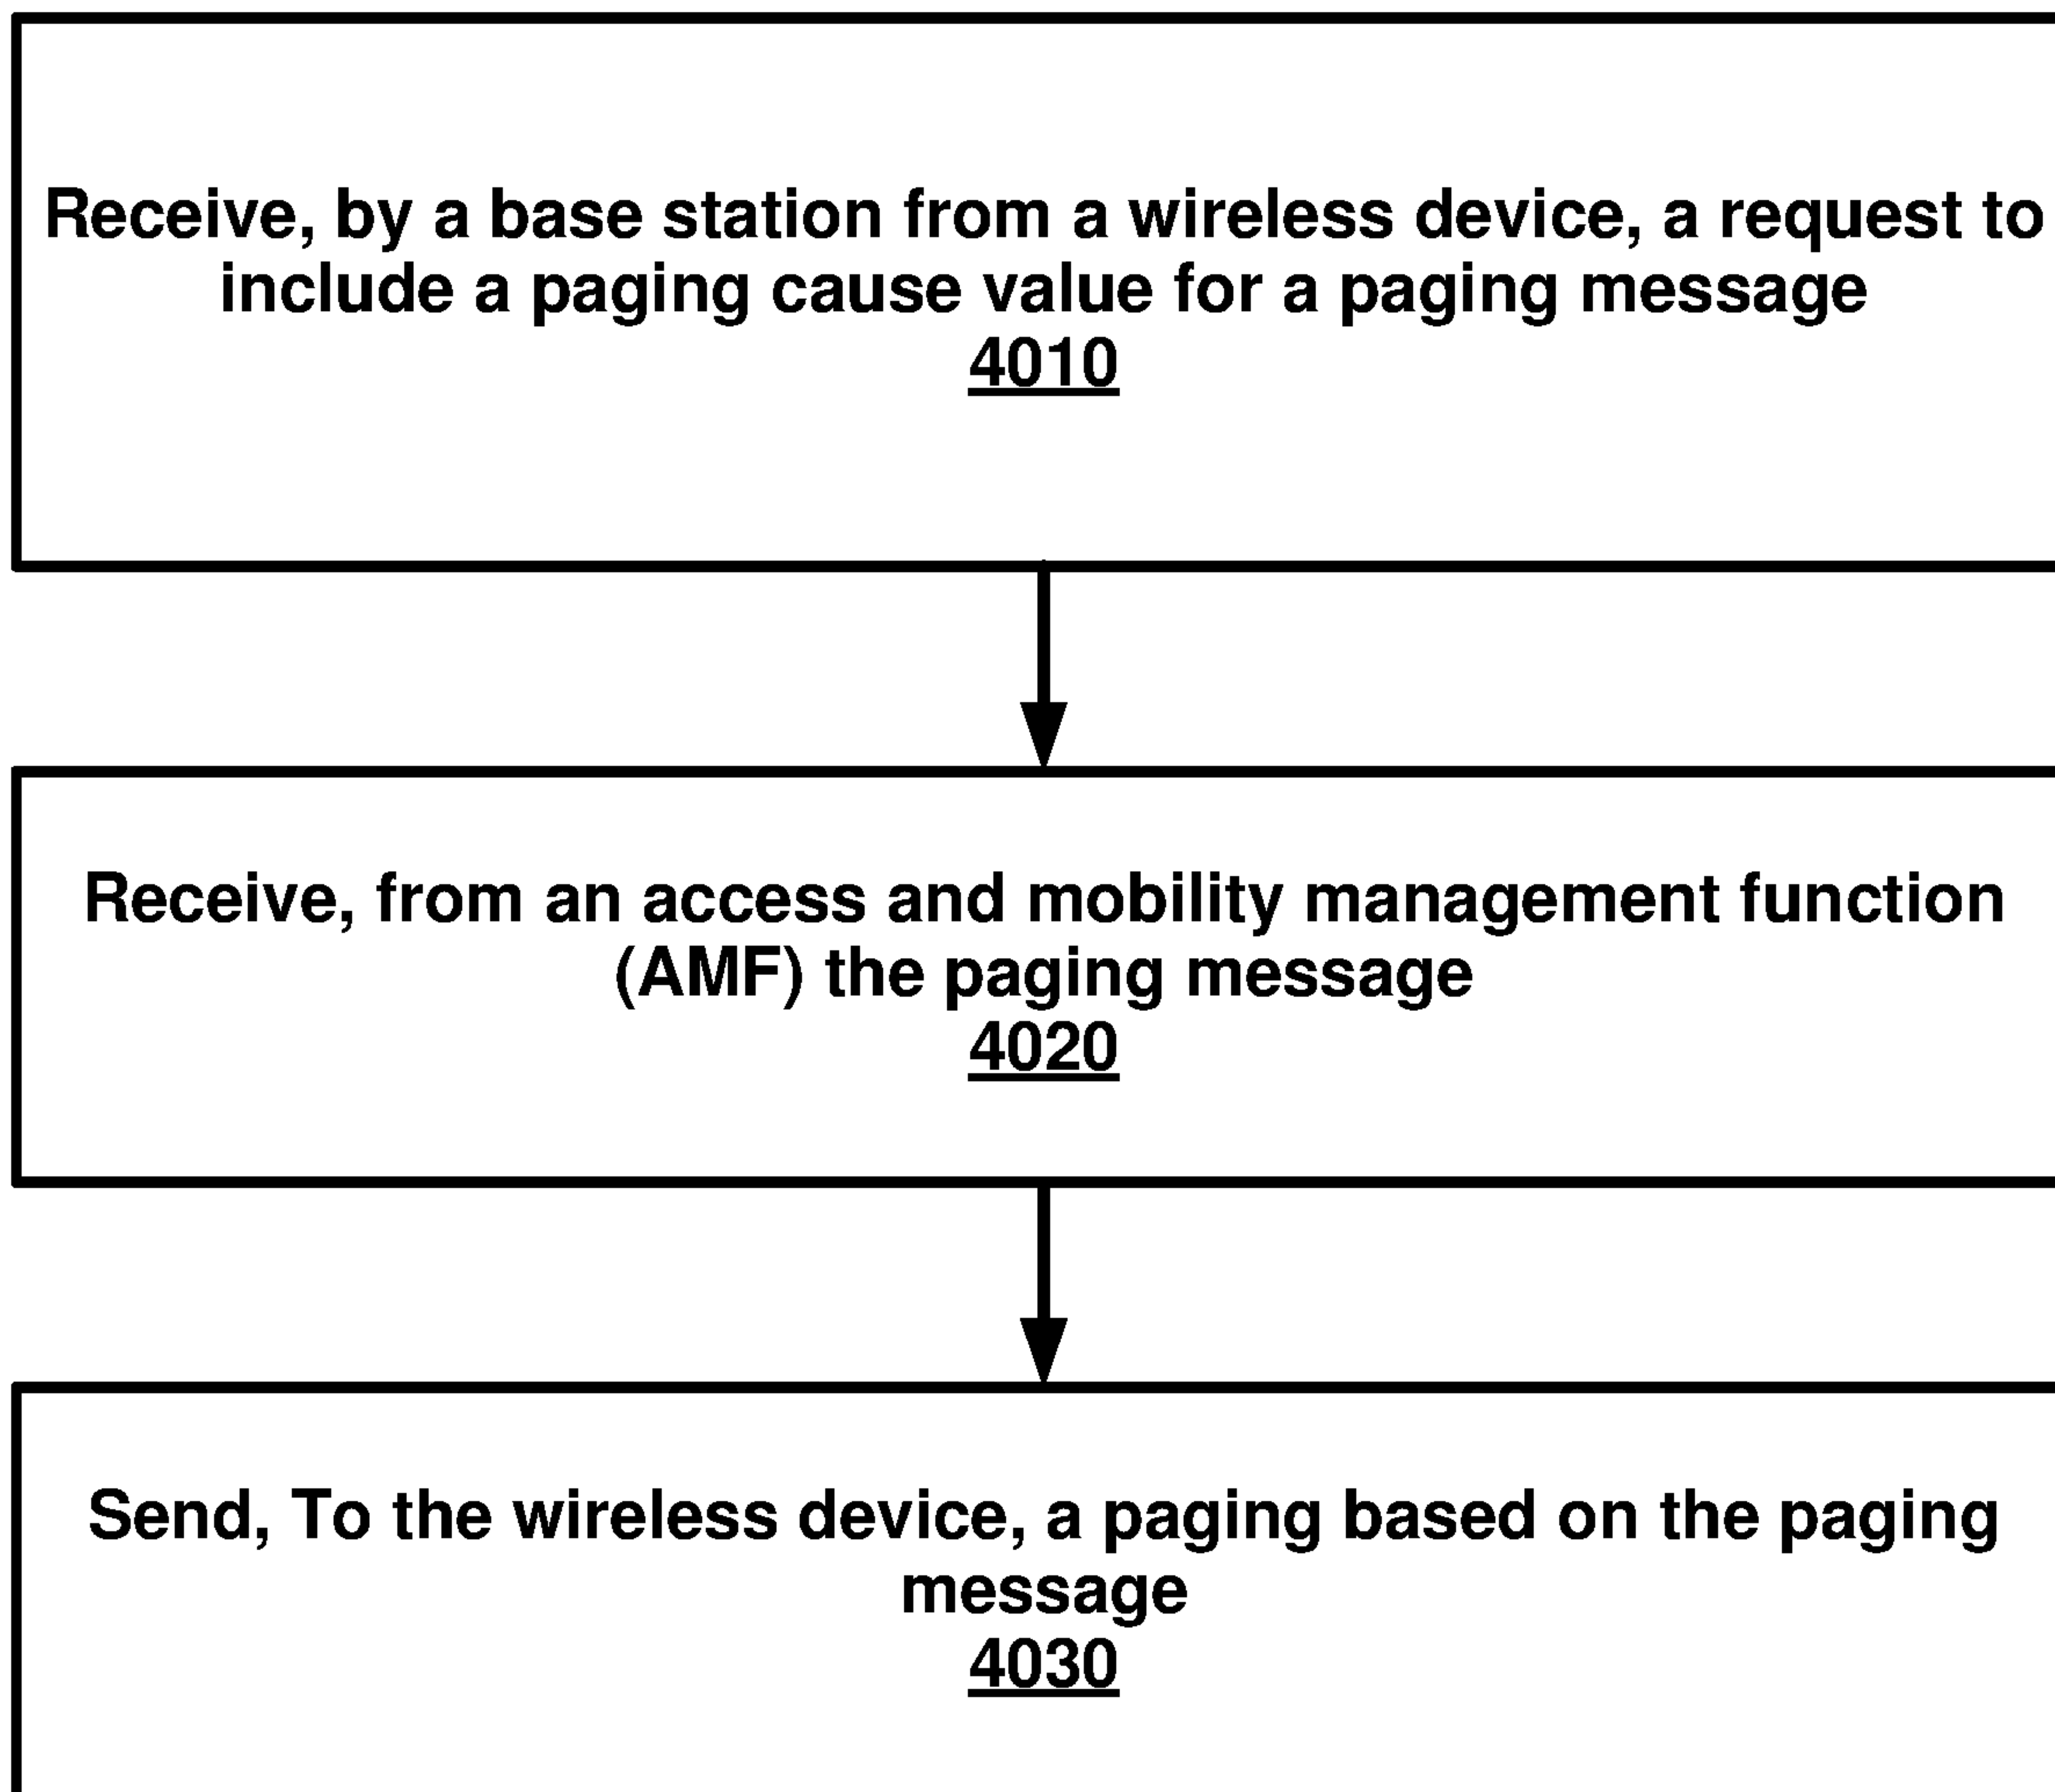 Receive, by a base station from a wireless device, a request to
include a paging cause value for a paging message
4010
Receive, from an access and mobility management function
(AMF) the paging message
4020
Send, To the wireless device, a paging based on the paging
message
4030